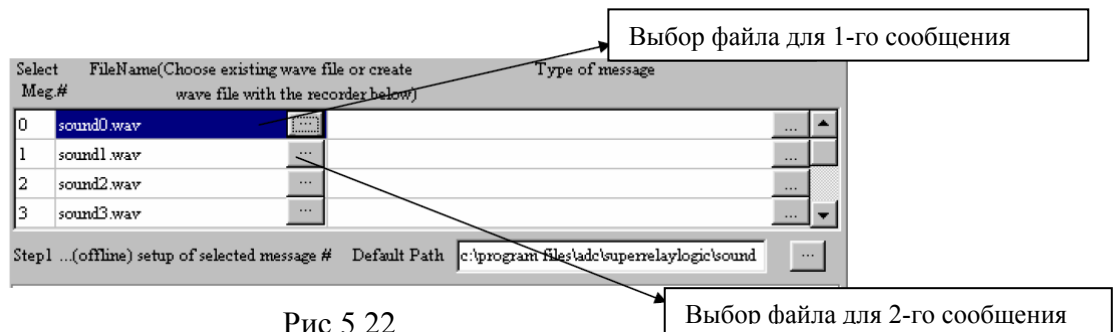 Выбор файла для 1-го сообщения
Select FileName(Choose existing wave file or create Type of message
Meg.# wave file with the recorder below)
0 sound0.wav ... ...
1 sound1.wav ... ...
2 sound2.wav ... ...
3 sound3.wav ... ...
Step1 ...(offline) setup of selected message # Default Path c:\program files\adc\superrelaylogic\sound ...
Выбор файла для 2-го сообщения
Рис 5.22